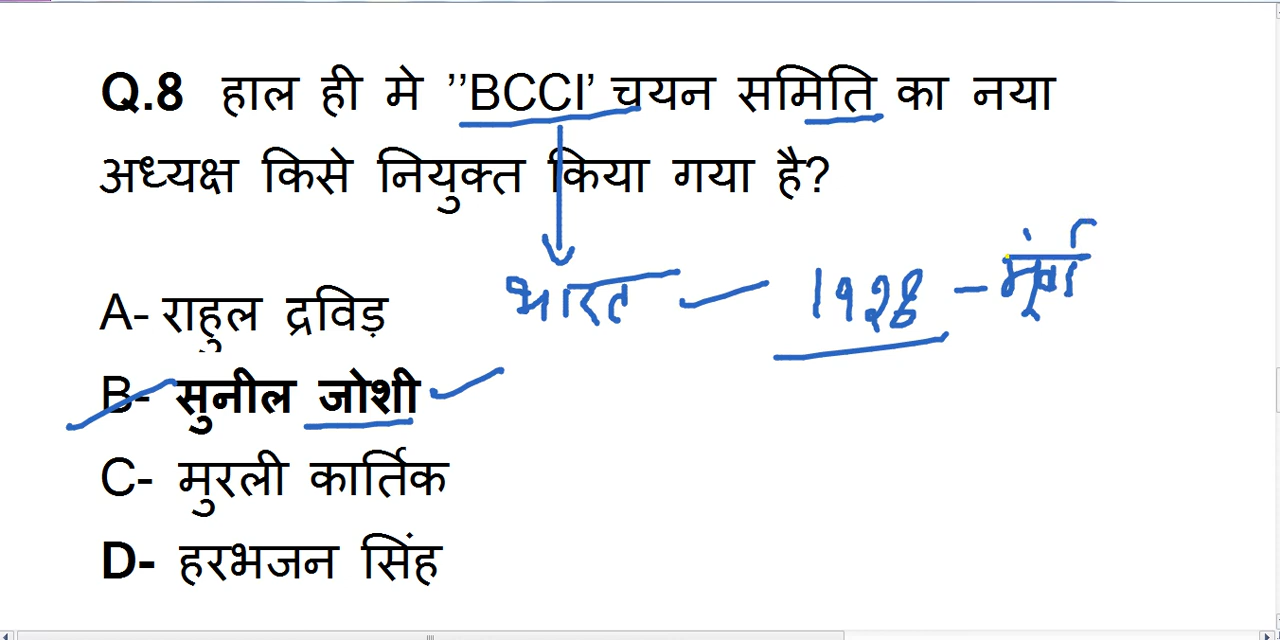 Q.8 हाल ही मे ’’BCCI’ चयन समिति का नया
अध्यक्ष किसे नियुक्त किया गया है?
भारत - 1928 - मुंबई
A- राहुल द्रविड़
B- सुनील जोशी
C- मुरली कार्तिक
D- हरभजन सिंह